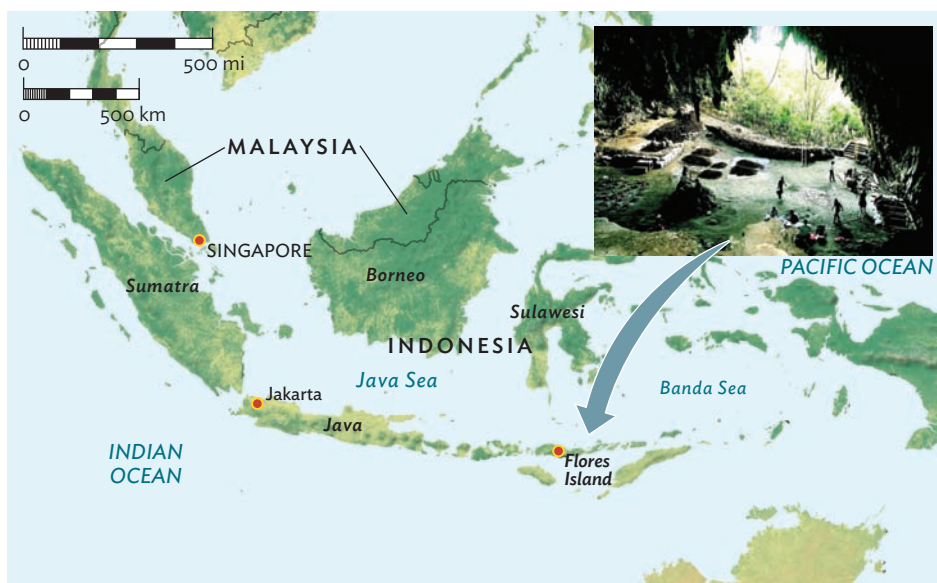 0 500 mi
0 500 km
MALAYSIA
SINGAPORE
PACIFIC OCEAN
Borneo
Sumatra
Sulawesi
INDONESIA
Java Sea
Banda Sea
Jakarta
Java
INDIAN
OCEAN
Flores
Island